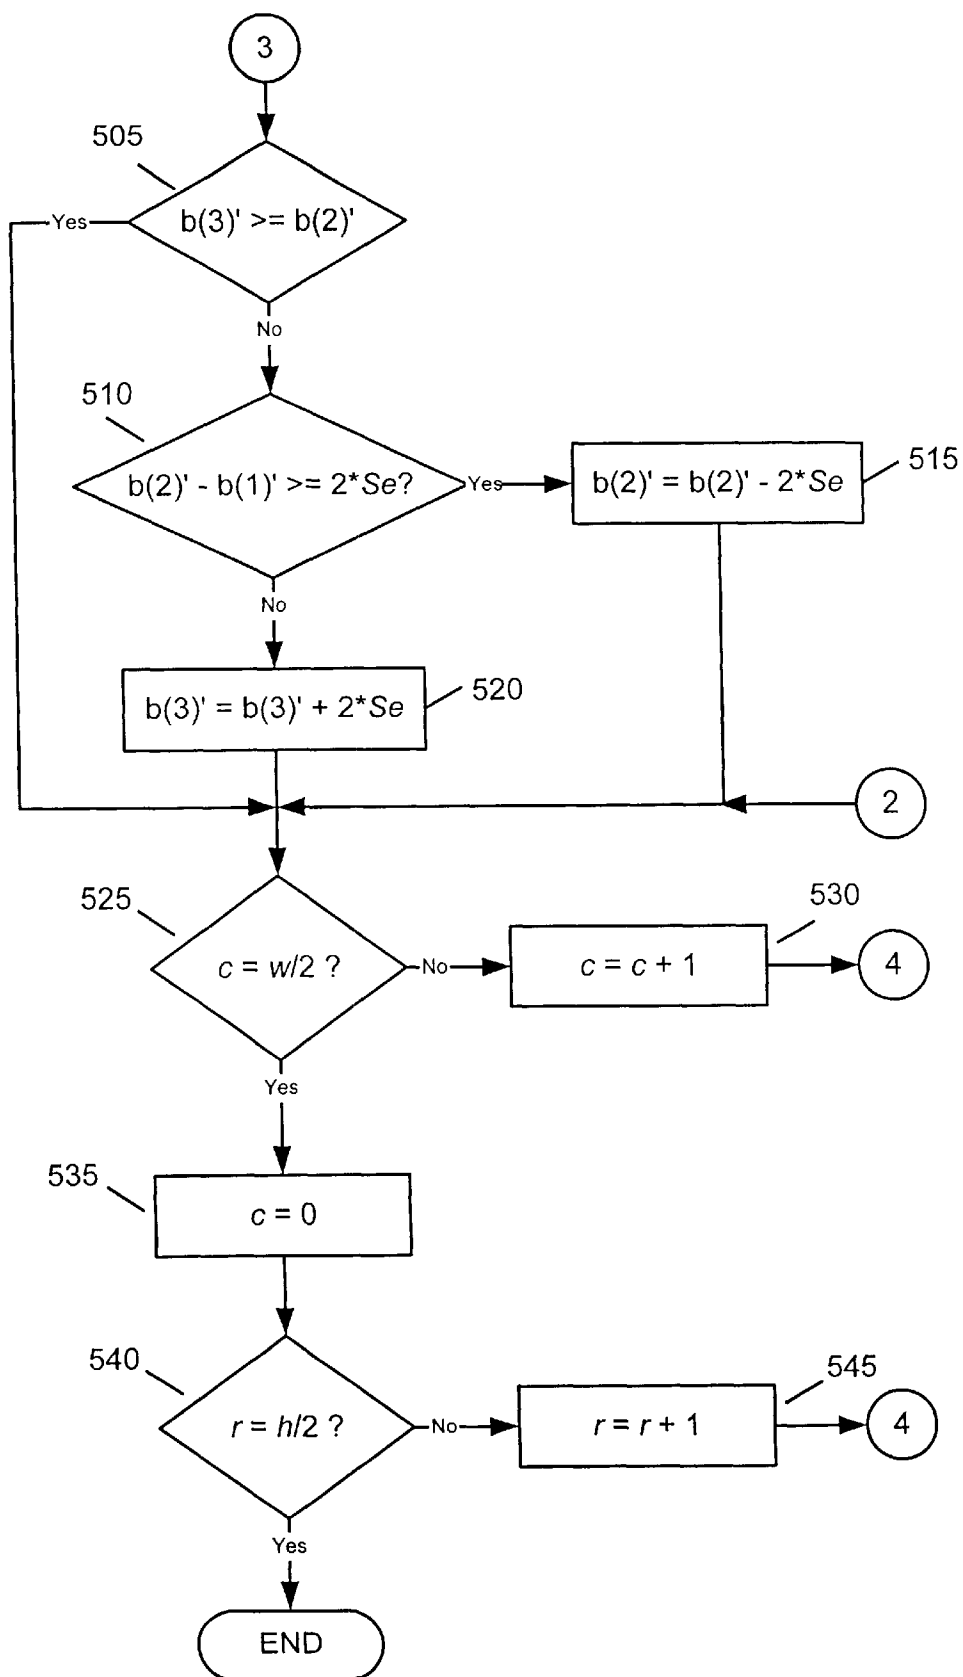 3
505
Yes
b(3)' >= b(2)'
No
510
b(2)' - b(1)' >= 2*Se?
Yes
b(2)' = b(2)' - 2*Se
515
No
b(3)' = b(3)' + 2*Se
520
2
525
c = w/2 ?
No
530
c = c + 1
4
Yes
535
c = 0
540
r = h/2 ?
No
545
r = r + 1
4
Yes
END